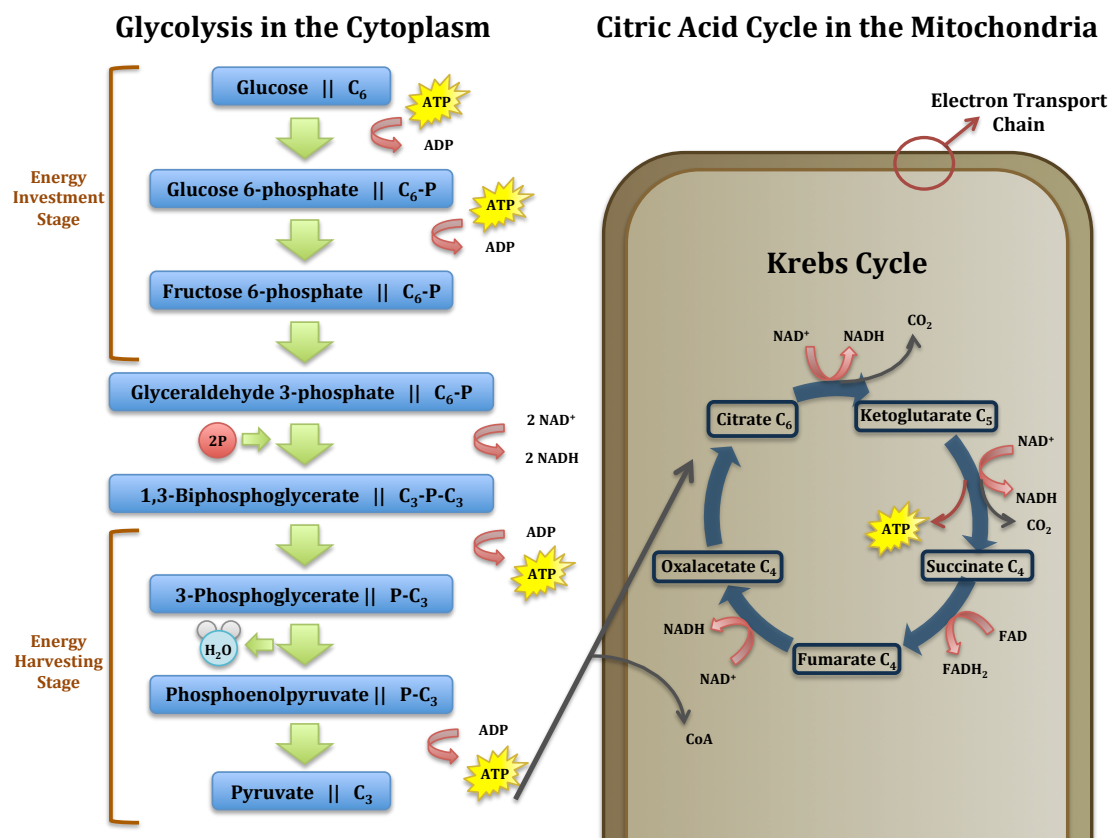 Glycolysis in the Cytoplasm
Energy
Investment
Stage
Glucose || C₆
ATP
ADP
Glucose 6-phosphate || C₆-P
ATP
ADP
Fructose 6-phosphate || C₆-P
Glyceraldehyde 3-phosphate || C₆-P
2P
2 NAD⁺
2 NADH
1,3-Biphosphoglycerate || C₃-P-C₃
Energy
Harvesting
Stage
ADP
ATP
3-Phosphoglycerate || P-C₃
H₂O
Phosphoenolpyruvate || P-C₃
ADP
ATP
Pyruvate || C₃
Citric Acid Cycle in the Mitochondria
Electron Transport
Chain
Krebs Cycle
NAD⁺
NADH
CO₂
Citrate C₆
Ketoglutarate C₅
NAD⁺
NADH
CO₂
ATP
Oxalacetate C₄
Succinate C₄
NADH
NAD⁺
Fumarate C₄
FAD
FADH₂
CoA